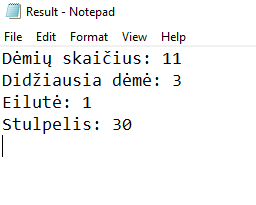 Result - Notepad
File Edit Format View Help
Dėmių skaičius: 11
Didžiausia dėmė: 3
Eilutė: 1
Stulpelis: 30